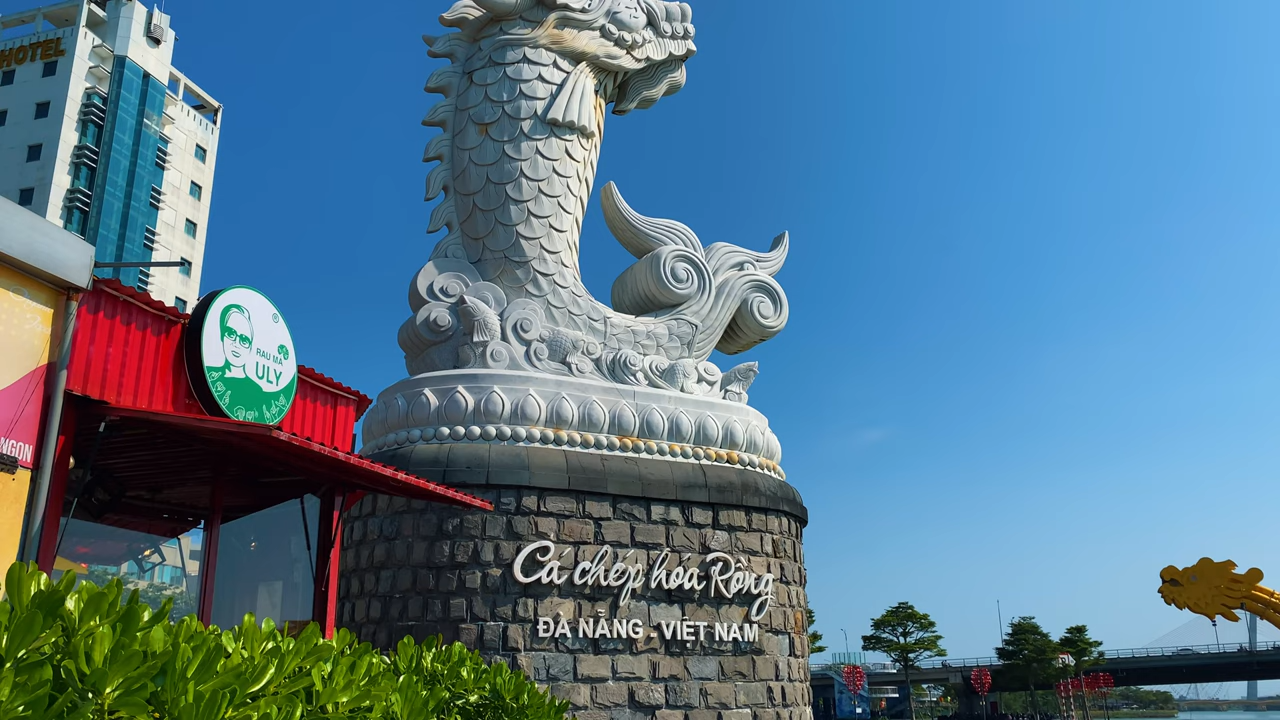 HOTEL
RAU MÁ
ULY
®
NGON
Cá chép hóa Rồng
ĐÀ NẴNG - VIỆT NAM